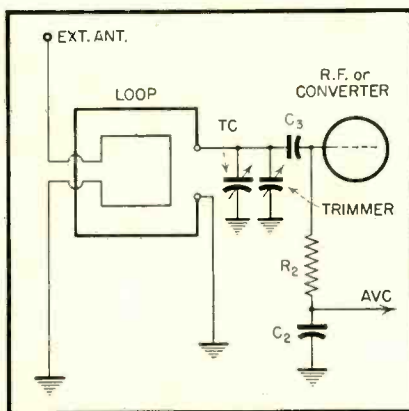 EXT. ANT.
LOOP
R.F. or
CONVERTER
TC
C3
TRIMMER
R2
AVC
C2